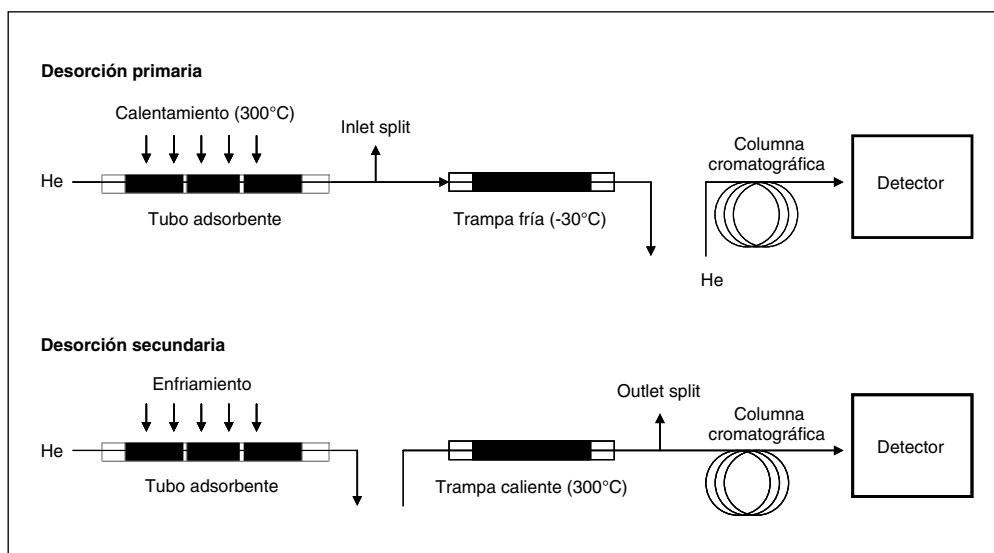 Desorción primaria
Calentamiento (300°C)
Inlet split
Columna
cromatográfica
He
Detector
Tubo adsorbente
Trampa fría (-30°C)
He
Desorción secundaria
Enfriamiento
Outlet split
Columna
cromatográfica
He
Detector
Tubo adsorbente
Trampa caliente (300°C)